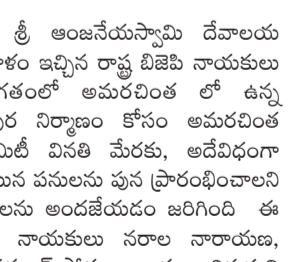 శ్రీ ఆంజనేయస్వామి దేవాలయ
ఇచ్చిన రాష్ట్ర బిజెపి నాయకులు
గతంలో అమరచింత లో ఉన్న
నిర్మాణం కోసం అమరచింత
వినతి మేరకు, అదేవిధంగా
పనులను పున ప్రారంభించాలని
అందజేయడం జరిగింది ఈ
నాయకులు నరాల నారాయణ,